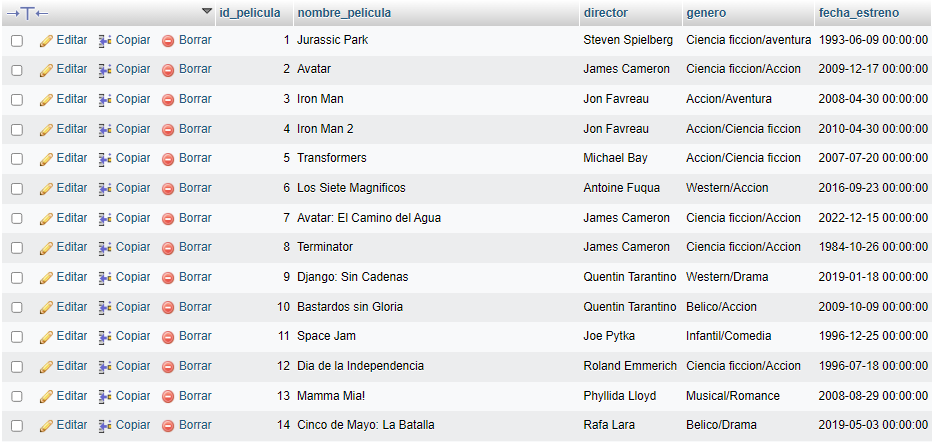 id_pelicula nombre_pelicula director genero fecha_estreno
Editar Copiar Borrar 1 Jurassic Park Steven Spielberg Ciencia ficcion/aventura 1993-06-09 00:00:00
Editar Copiar Borrar 2 Avatar James Cameron Ciencia ficcion/Accion 2009-12-17 00:00:00
Editar Copiar Borrar 3 Iron Man Jon Favreau Accion/Aventura 2008-04-30 00:00:00
Editar Copiar Borrar 4 Iron Man 2 Jon Favreau Accion/Ciencia ficcion 2010-04-30 00:00:00
Editar Copiar Borrar 5 Transformers Michael Bay Accion/Ciencia ficcion 2007-07-20 00:00:00
Editar Copiar Borrar 6 Los Siete Magnificos Antoine Fuqua Western/Accion 2016-09-23 00:00:00
Editar Copiar Borrar 7 Avatar: El Camino del Agua James Cameron Ciencia ficcion/Accion 2022-12-15 00:00:00
Editar Copiar Borrar 8 Terminator James Cameron Ciencia ficcion/Accion 1984-10-26 00:00:00
Editar Copiar Borrar 9 Django: Sin Cadenas Quentin Tarantino Western/Drama 2019-01-18 00:00:00
Editar Copiar Borrar 10 Bastardos sin Gloria Quentin Tarantino Belico/Accion 2009-10-09 00:00:00
Editar Copiar Borrar 11 Space Jam Joe Pytka Infantil/Comedia 1996-12-25 00:00:00
Editar Copiar Borrar 12 Dia de la Independencia Roland Emmerich Ciencia ficcion/Accion 1996-07-18 00:00:00
Editar Copiar Borrar 13 Mamma Mia! Phyllida Lloyd Musical/Romance 2008-08-29 00:00:00
Editar Copiar Borrar 14 Cinco de Mayo: La Batalla Rafa Lara Belico/Drama 2019-05-03 00:00:00